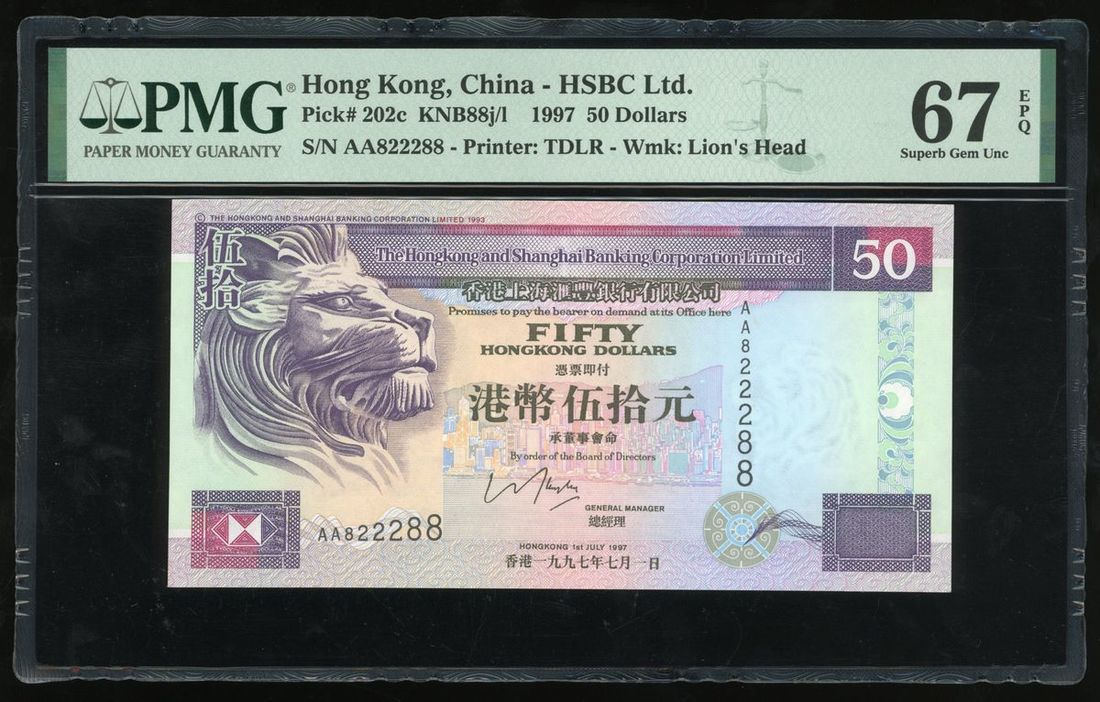 PMG®
PAPER MONEY GUARANTY
Hong Kong, China - HSBC Ltd.
Pick# 202c KNB88j/l 1997 50 Dollars
S/N AA822288 - Printer: TDLR - Wmk: Lion's Head
67 EPQ
Superb Gem Unc
© THE HONGKONG AND SHANGHAI BANKING CORPORATION LIMITED 1993
伍拾
The Hongkong and Shanghai Banking Corporation Limited
50
香港上海滙豐銀行有限公司
Promises to pay the bearer on demand at its Office here
FIFTY
HONGKONG DOLLARS
憑票即付
港幣伍拾元
承董事會命
By order of the Board of Directors
AA822288
GENERAL MANAGER
總經理
AA822288
HONGKONG 1st JULY 1997
香港一九九七年七月一日